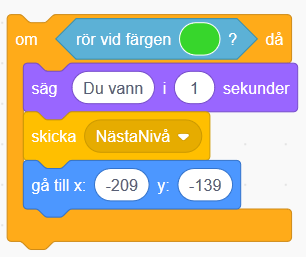 om rör vid färgen ? då
säg Du vann i 1 sekunder
skicka NästaNivå
gå till x: -209 y: -139